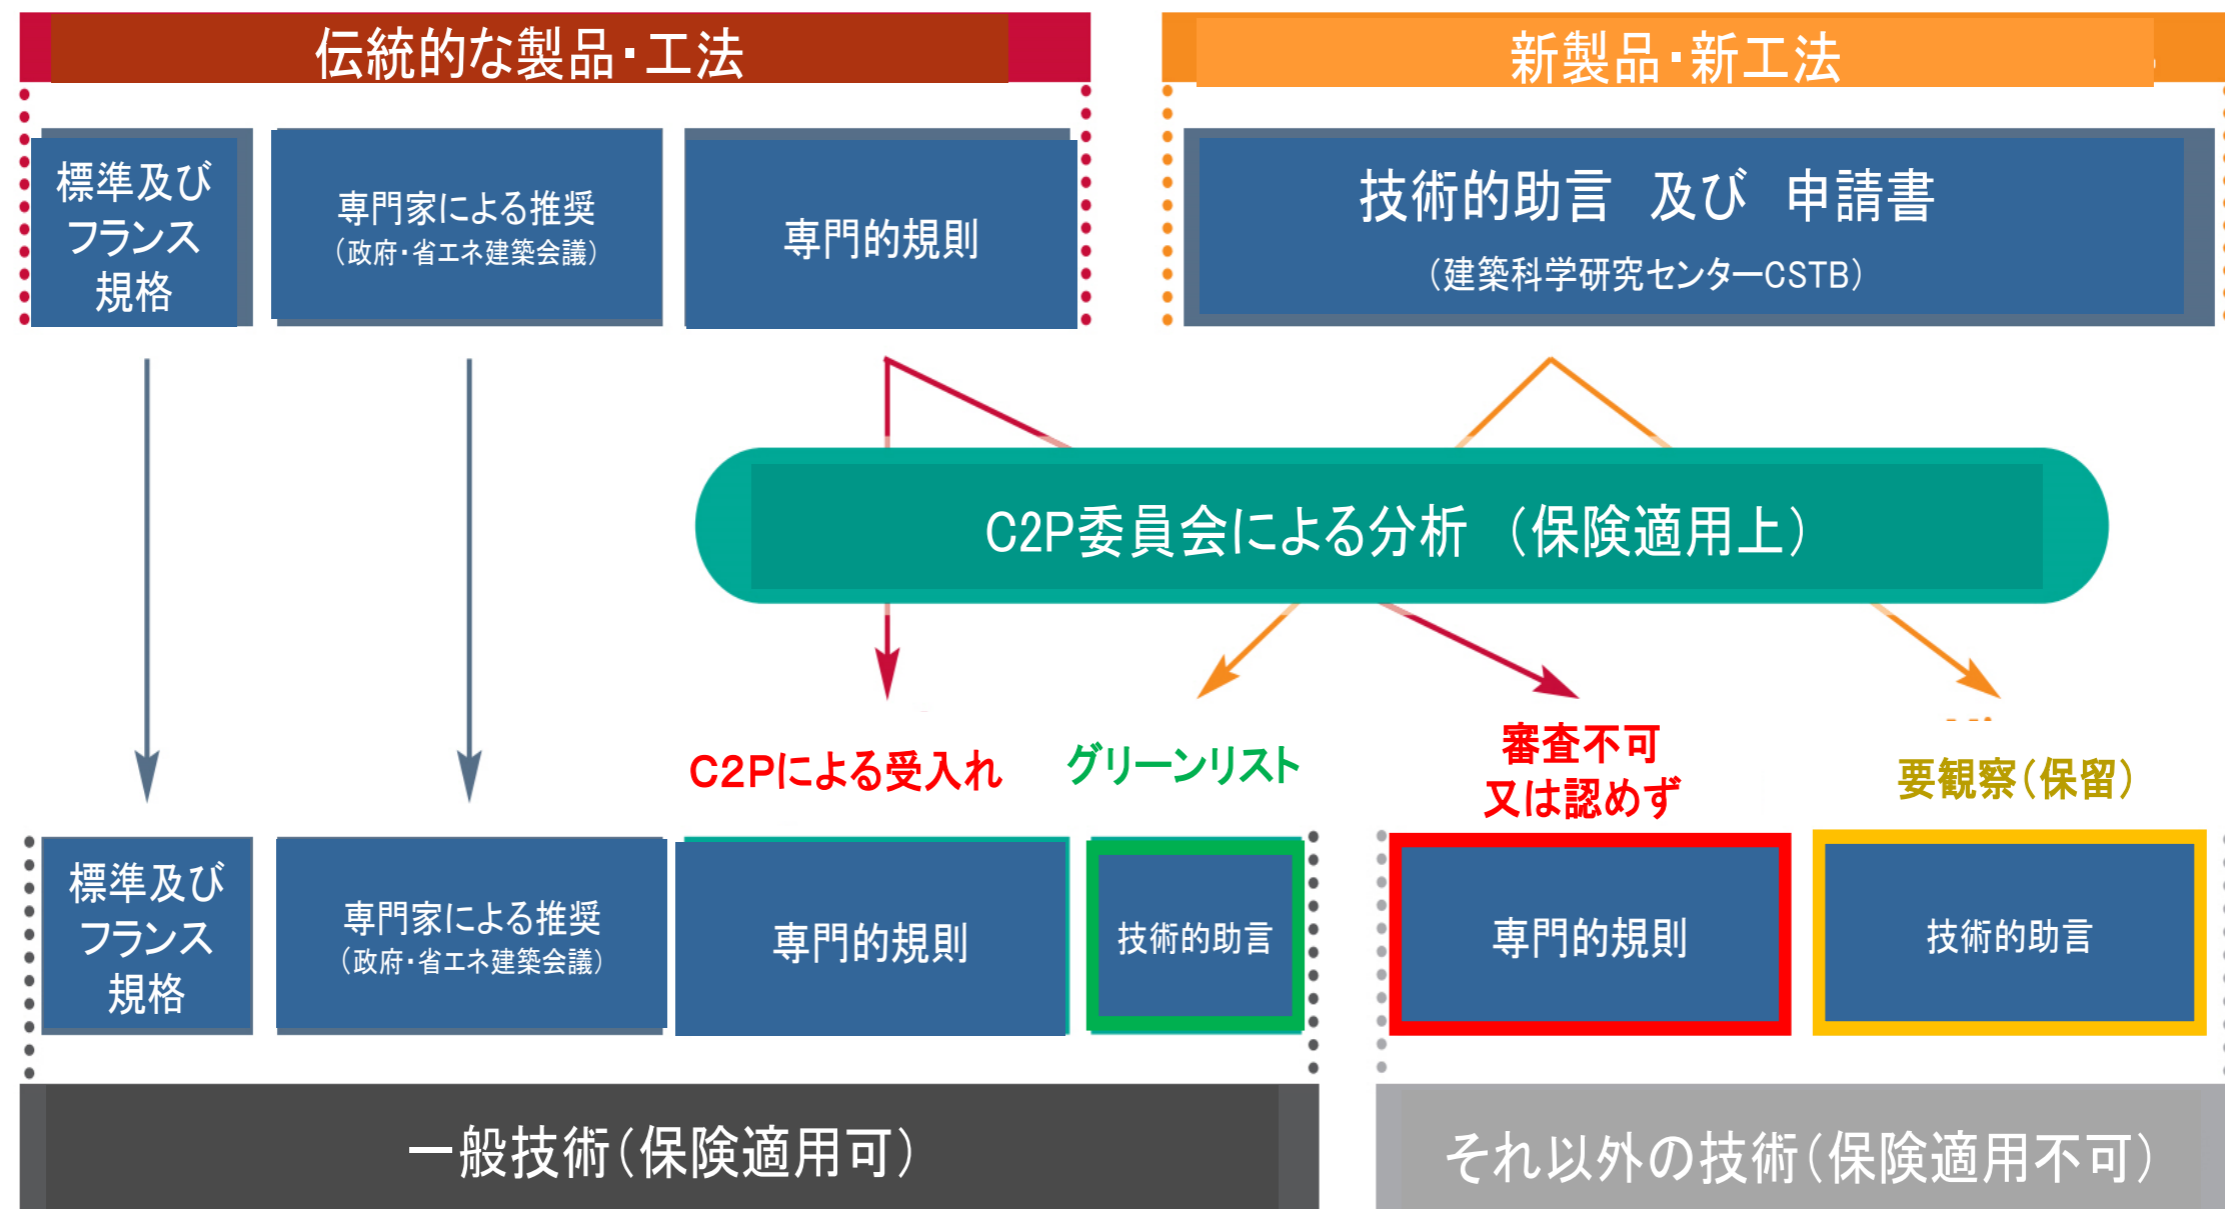 伝統的な製品・工法
新製品・新工法
標準及び
フランス
規格
専門家による推奨
（政府・省エネ建築会議）
専門的規則
技術的助言　及び　申請書
（建築科学研究センターCSTB）
C2P委員会による分析　（保険適用上）
C2Pによる受入れ
グリーンリスト
審査不可
又は認めず
要観察（保留）
標準及び
フランス
規格
専門家による推奨
（政府・省エネ建築会議）
専門的規則
技術的助言
専門的規則
技術的助言
一般技術（保険適用可）
それ以外の技術（保険適用不可）